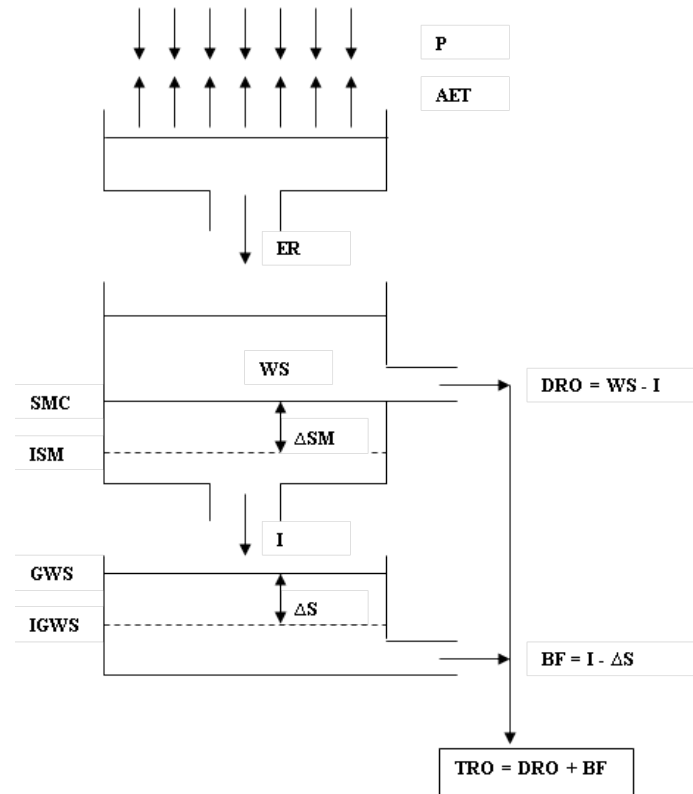 P
AET
ER
WS
DRO = WS - I
SMC
ΔSM
ISM
I
GWS
ΔS
IGWS
BF = I - ΔS
TRO = DRO + BF